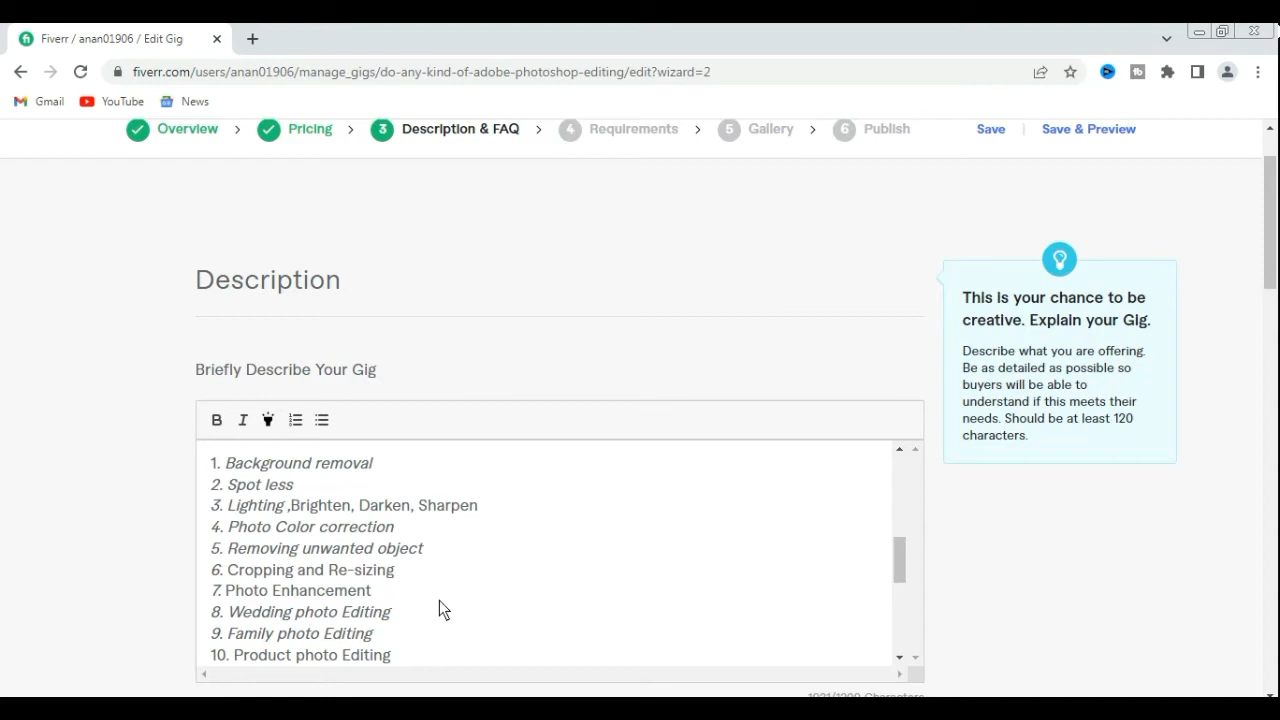 Fiverr / anan01906 / Edit Gig
fiverr.com/users/anan01906/manage_gigs/do-any-kind-of-adobe-photoshop-editing/edit?wizard=2
Gmail YouTube News
Overview Pricing 3 Description & FAQ 4 Requirements 5 Gallery 6 Publish Save Save & Preview
Description
Briefly Describe Your Gig
B I
1. Background removal
2. Spot less
3. Lighting ,Brighten, Darken, Sharpen
4. Photo Color correction
5. Removing unwanted object
6. Cropping and Re-sizing
7. Photo Enhancement
8. Wedding photo Editing
9. Family photo Editing
10. Product photo Editing
This is your chance to be
creative. Explain your Gig.
Describe what you are offering.
Be as detailed as possible so
buyers will be able to
understand if this meets their
needs. Should be at least 120
characters.